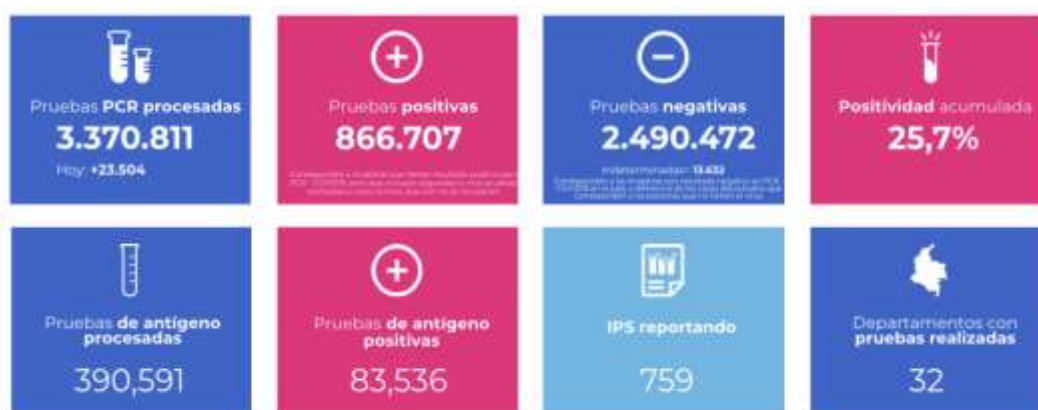 Pruebas PCR procesadas
3.370.811
Hoy: +23.504
Pruebas positivas
866.707
Pruebas negativas
2.490.472
Indeterminadas: 13.632
Positividad acumulada
25,7%
Pruebas de antígeno
procesadas
390,591
Pruebas de antígeno
positivas
83,536
IPS reportando
759
Departamentos con
pruebas realizadas
32